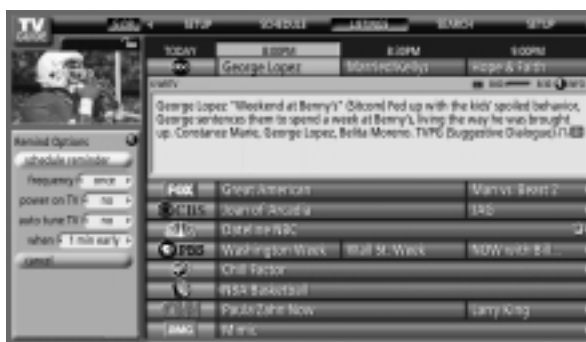 TV
GUIDE
SETUP SCHEDULE LISTINGS SEARCH SETUP
TODAY 8:00PM 8:30PM 9:00PM
abc George Lopez Married Kellys Hope & Faith
George Lopez "Weekend at Benny's" (Sitcom) Fed up with the kids' spoiled behavior,
George sentences them to spend a week at Benny's, living the way he was brought
up. Constance Marie, George Lopez, Belita Moreno. TVPG (Suggestive Dialogue)
Remind Options
schedule reminder
frequency once
power on TV no
auto tune TV no
when 1 min early
cancel
FOX Great American Man vs. Beast 2
CBS Joan of Arcadia JAG
Dateline NBC
PBS Washington Week Wall St. Week NOW with Bill...
Chill Factor
NBA Basketball
CNN Paula Zahn Now Larry King
AMC Mimic